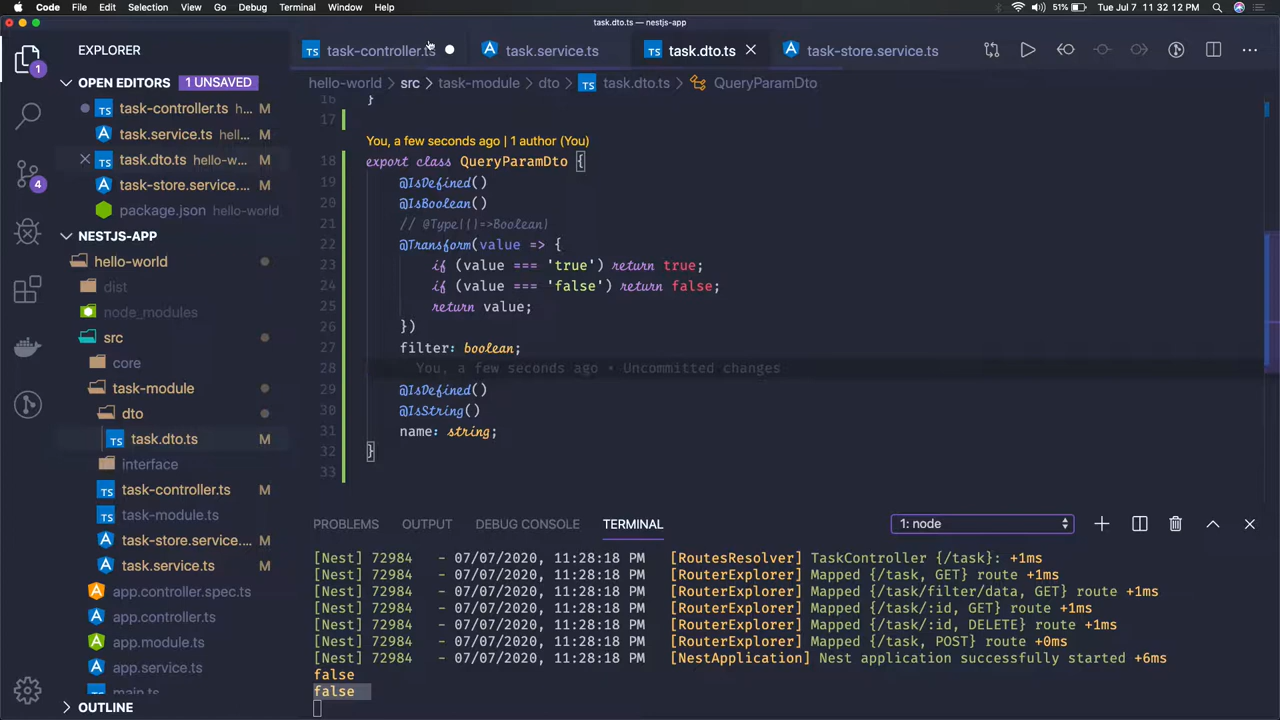 Code File Edit Selection View Go Debug Terminal Window Help
51% Tue Jul 7 11:32:12 PM
task.dto.ts — nestjs-app
EXPLORER
task-controller.ts
task.service.ts
task.dto.ts
task-store.service.ts
OPEN EDITORS 1 UNSAVED
hello-world > src > task-module > dto > task.dto.ts > QueryParamDto
task-controller.ts h... M
task.service.ts hell... M
task.dto.ts hello-w... M
task-store.service.... M
package.json hello-world
NESTJS-APP
hello-world
dist
node_modules
src
core
task-module
dto
task.dto.ts M
interface
task-controller.ts M
task-module.ts
task-store.service.... M
task.service.ts M
app.controller.spec.ts
app.controller.ts
app.module.ts
app.service.ts
main.ts
OUTLINE
1
4
16 }
17
You, a few seconds ago | 1 author (You)
18 export class QueryParamDto {
19 @IsDefined()
20 @IsBoolean()
21 // @Type(()=>Boolean)
22 @Transform(value => {
23 if (value === 'true') return true;
24 if (value === 'false') return false;
25 return value;
26 })
27 filter: boolean;
28 You, a few seconds ago • Uncommitted changes
29 @IsDefined()
30 @IsString()
31 name: string;
32 }
33
PROBLEMS OUTPUT DEBUG CONSOLE TERMINAL 1: node
[Nest] 72984 - 07/07/2020, 11:28:18 PM [RoutesResolver] TaskController {/task}: +1ms
[Nest] 72984 - 07/07/2020, 11:28:18 PM [RouterExplorer] Mapped {/task, GET} route +1ms
[Nest] 72984 - 07/07/2020, 11:28:18 PM [RouterExplorer] Mapped {/task/filter/data, GET} route +1ms
[Nest] 72984 - 07/07/2020, 11:28:18 PM [RouterExplorer] Mapped {/task/:id, GET} route +1ms
[Nest] 72984 - 07/07/2020, 11:28:18 PM [RouterExplorer] Mapped {/task/:id, DELETE} route +1ms
[Nest] 72984 - 07/07/2020, 11:28:18 PM [RouterExplorer] Mapped {/task, POST} route +0ms
[Nest] 72984 - 07/07/2020, 11:28:18 PM [NestApplication] Nest application successfully started +6ms
false
false